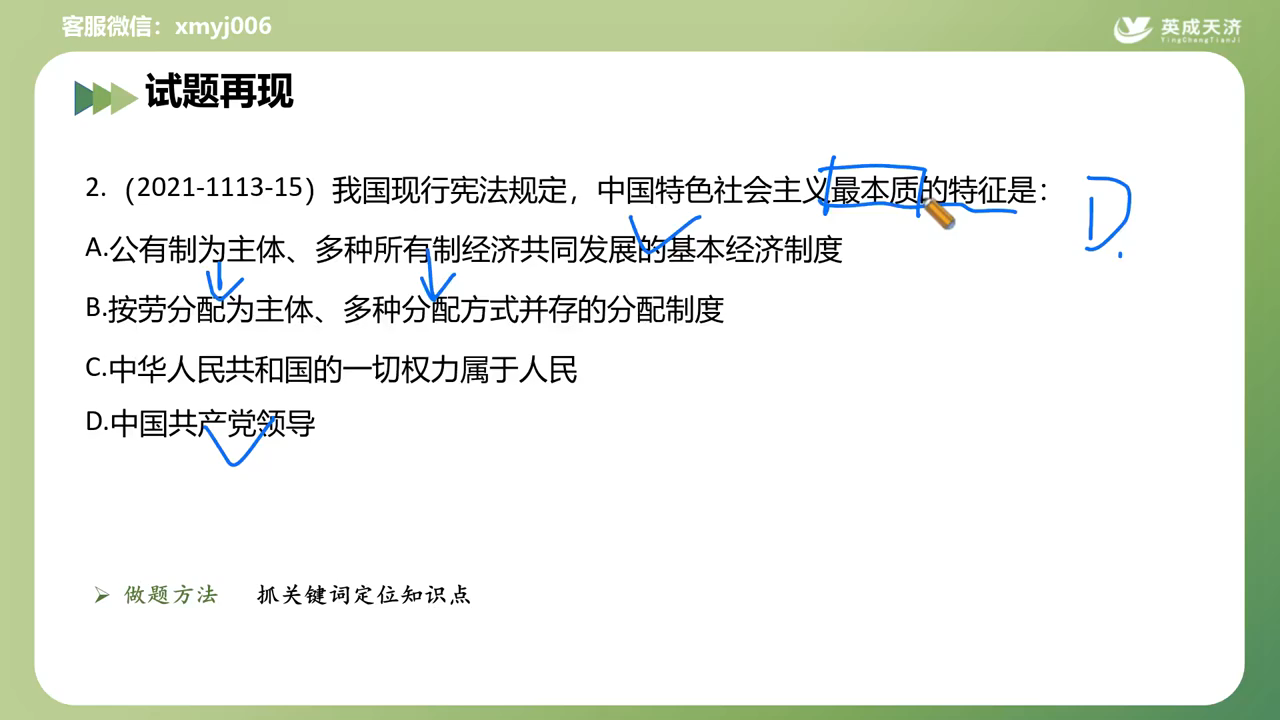 客服微信：xmyj006
英成天济
YingChengTianJi
试题再现
2.（2021-1113-15）我国现行宪法规定，中国特色社会主义最本质的特征是：
D.
A.公有制为主体、多种所有制经济共同发展的基本经济制度
B.按劳分配为主体、多种分配方式并存的分配制度
C.中华人民共和国的一切权力属于人民
D.中国共产党领导
做题方法 抓关键词定位知识点